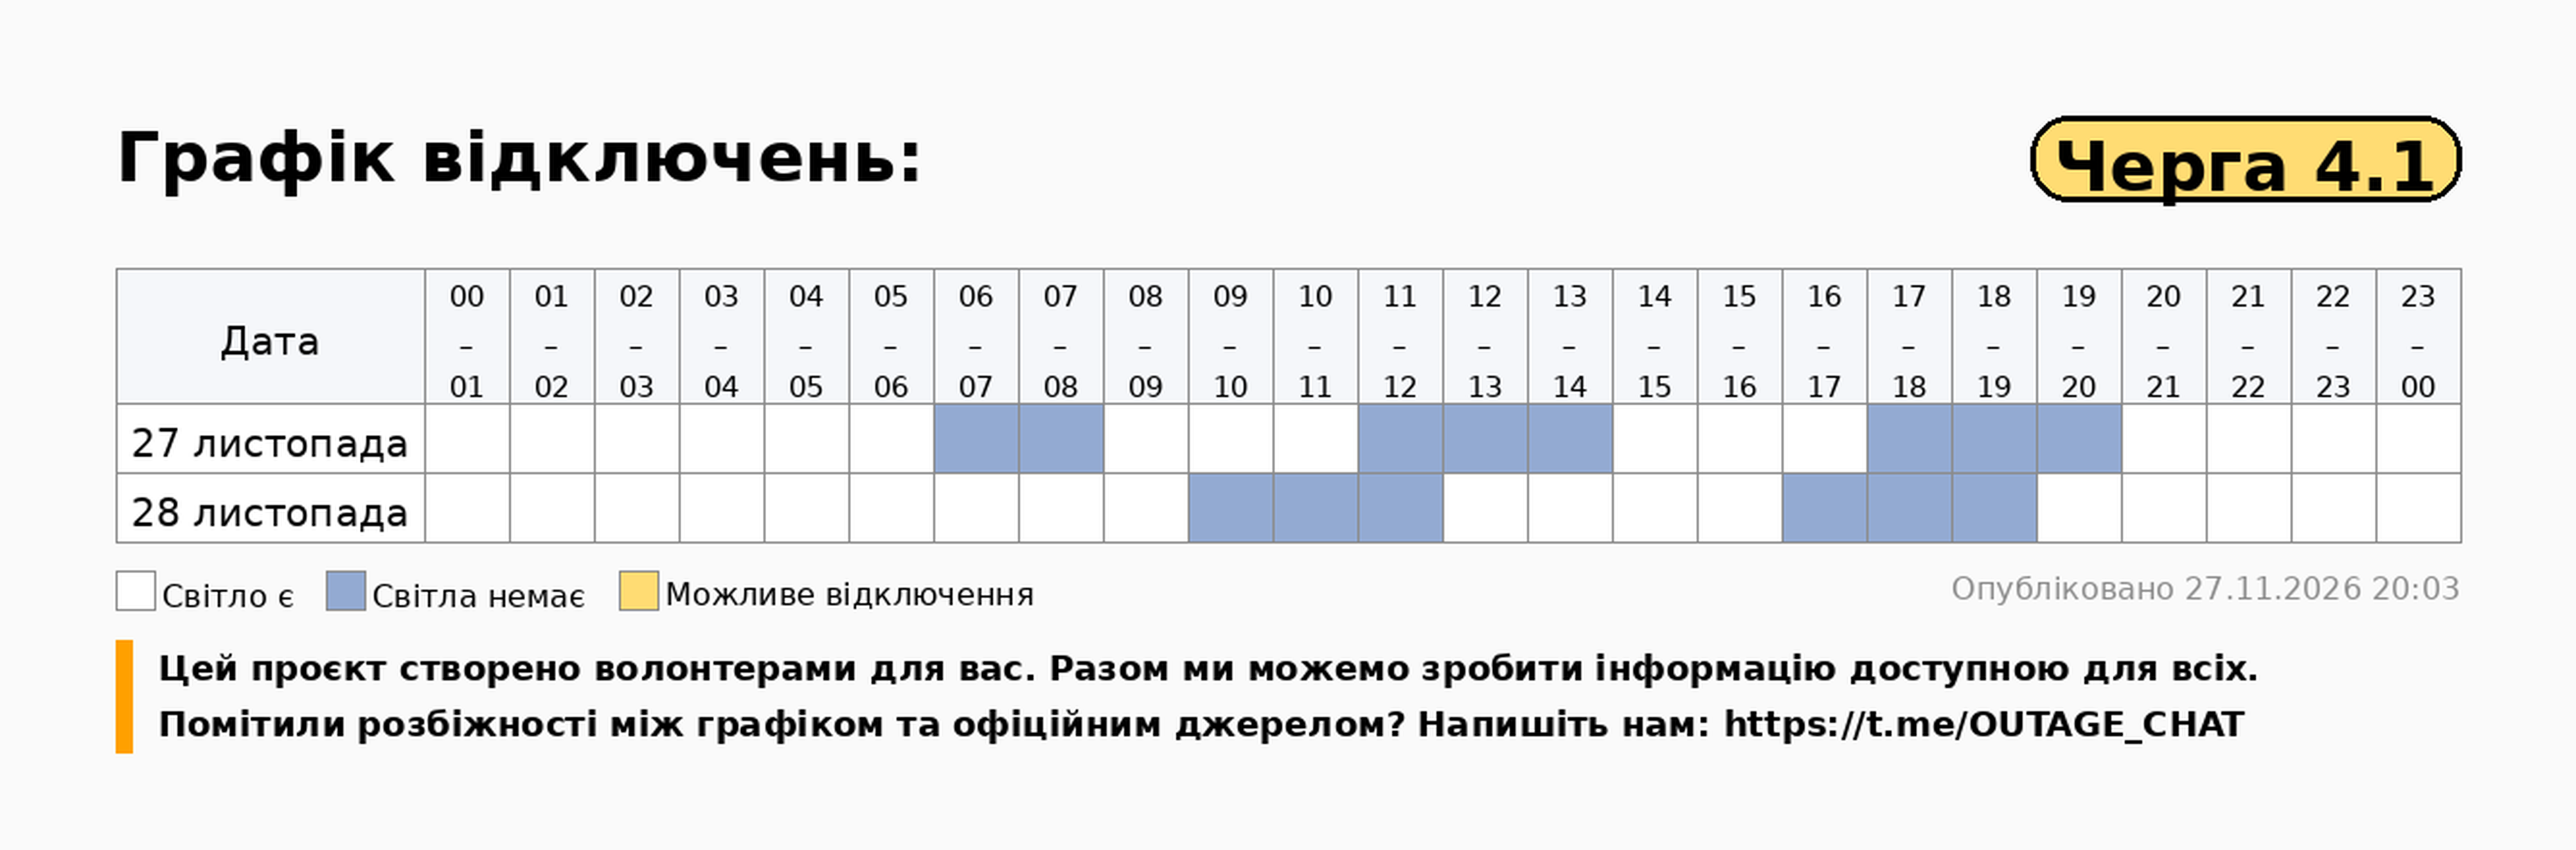 Графік відключень:
Черга 4.1
Дата
00 – 01
01 – 02
02 – 03
03 – 04
04 – 05
05 – 06
06 – 07
07 – 08
08 – 09
09 – 10
10 – 11
11 – 12
12 – 13
13 – 14
14 – 15
15 – 16
16 – 17
17 – 18
18 – 19
19 – 20
20 – 21
21 – 22
22 – 23
23 – 00
27 листопада
28 листопада
Світло є
Світла немає
Можливе відключення
Опубліковано 27.11.2026 20:03
Цей проєкт створено волонтерами для вас. Разом ми можемо зробити інформацію доступною для всіх.
Помітили розбіжності між графіком та офіційним джерелом? Напишіть нам: https://t.me/OUTAGE_CHAT